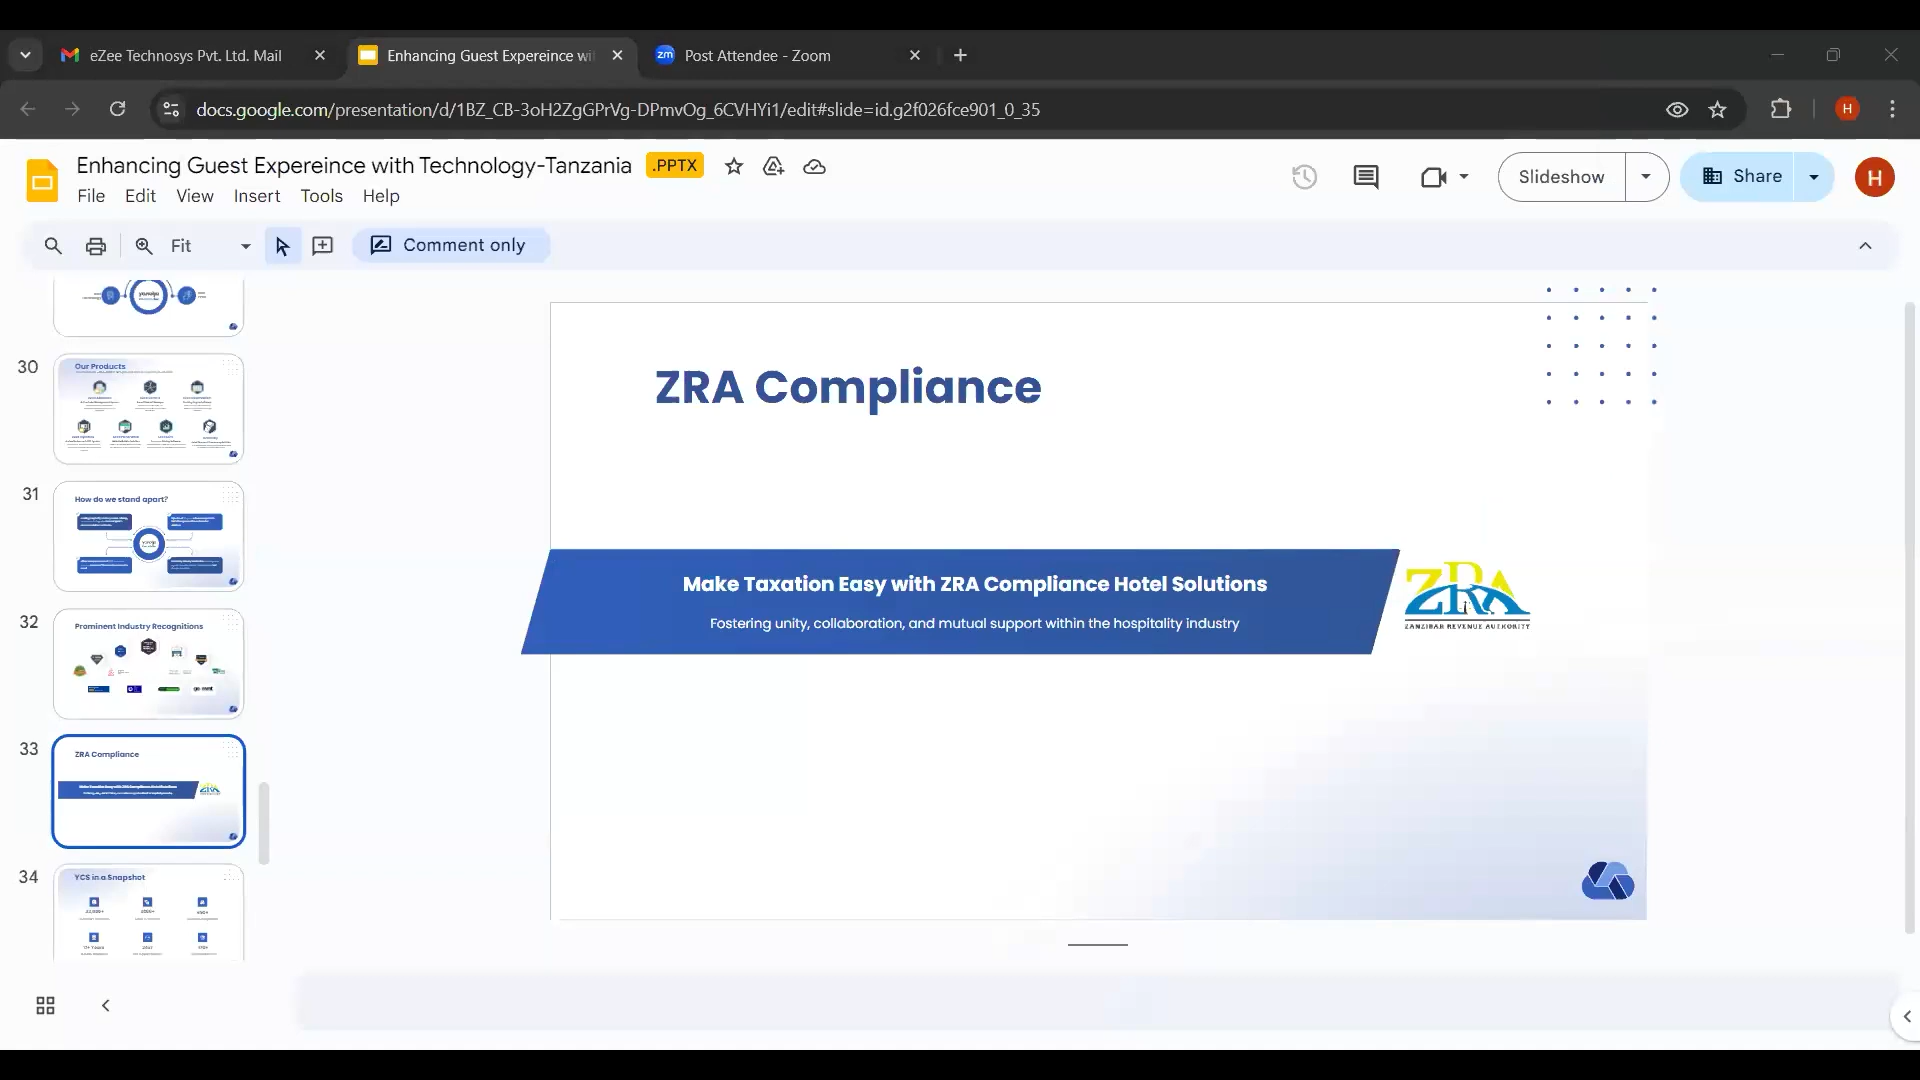 eZee Technosys Pvt. Ltd. Mail
Enhancing Guest Expereince wi
zm Post Attendee - Zoom
docs.google.com/presentation/d/1BZ_CB-3oH2ZgGPrVg-DPmvOg_6CVHYi1/edit#slide=id.g2f026fce901_0_35
H
Enhancing Guest Expereince with Technology-Tanzania .PPTX
File Edit View Insert Tools Help
Slideshow
Share
H
Fit
Comment only
30
Our Products
31
How do we stand apart?
32
Prominent Industry Recognitions
33
ZRA Compliance
34
YCS in a Snapshot
ZRA Compliance
Make Taxation Easy with ZRA Compliance Hotel Solutions
Fostering unity, collaboration, and mutual support within the hospitality industry
ZRA
ZANZIBAR REVENUE AUTHORITY